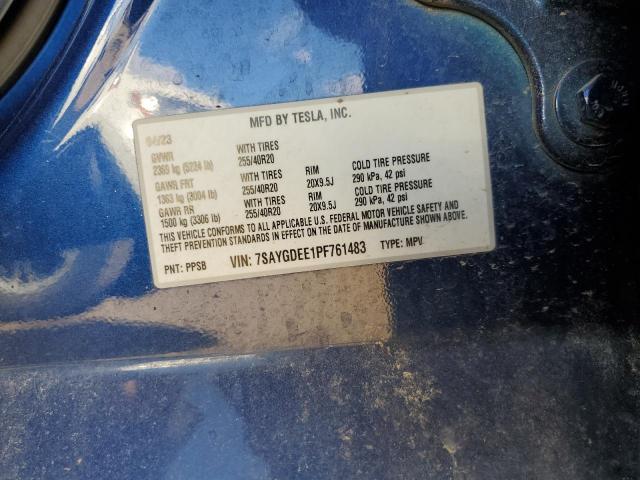 MFD BY TESLA, INC.
04/23
GVWR WITH TIRES
2369 kg (5224 lb) 255/40R20
GAWR FRT WITH TIRES RIM COLD TIRE PRESSURE
1363 kg (3004 lb) 255/40R20 20X9.5J 290 kPa, 42 psi
GAWR RR WITH TIRES RIM COLD TIRE PRESSURE
1500 kg (3306 lb) 255/40R20 20X9.5J 290 kPa, 42 psi
THIS VEHICLE CONFORMS TO ALL APPLICABLE U.S. FEDERAL MOTOR VEHICLE SAFETY AND
THEFT PREVENTION STANDARDS IN EFFECT ON THE DATE OF MANUFACTURE SHOWN ABOVE.
PNT: PPSB VIN: 7SAYGDEE1PF761483 TYPE: MPV